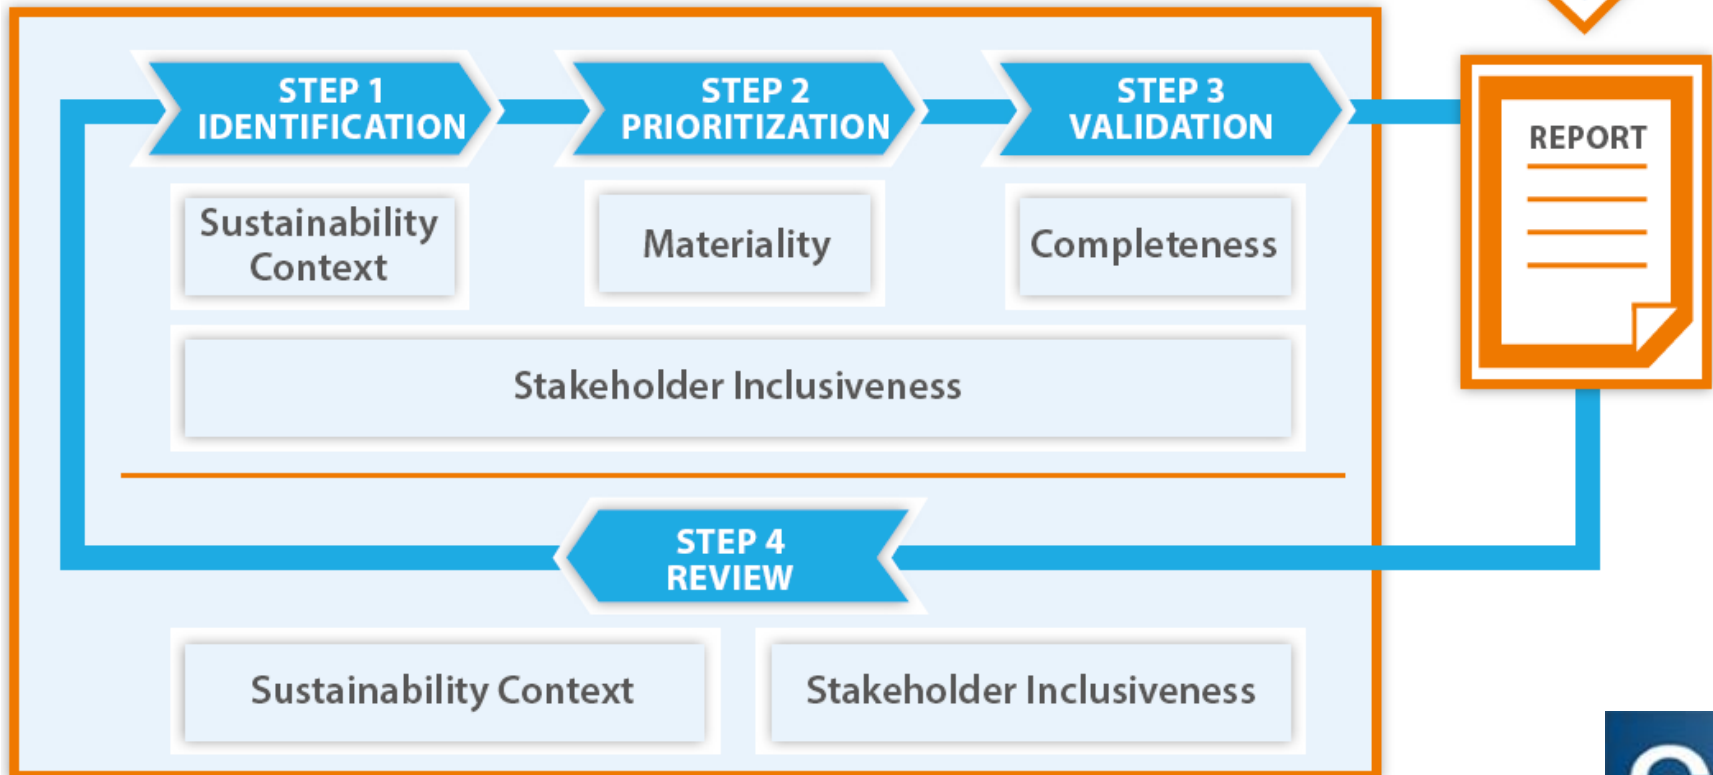 STEP 1
IDENTIFICATION
STEP 2
PRIORITIZATION
STEP 3
VALIDATION
REPORT
Sustainability
Context
Materiality
Completeness
Stakeholder Inclusiveness
STEP 4
REVIEW
Sustainability Context
Stakeholder Inclusiveness